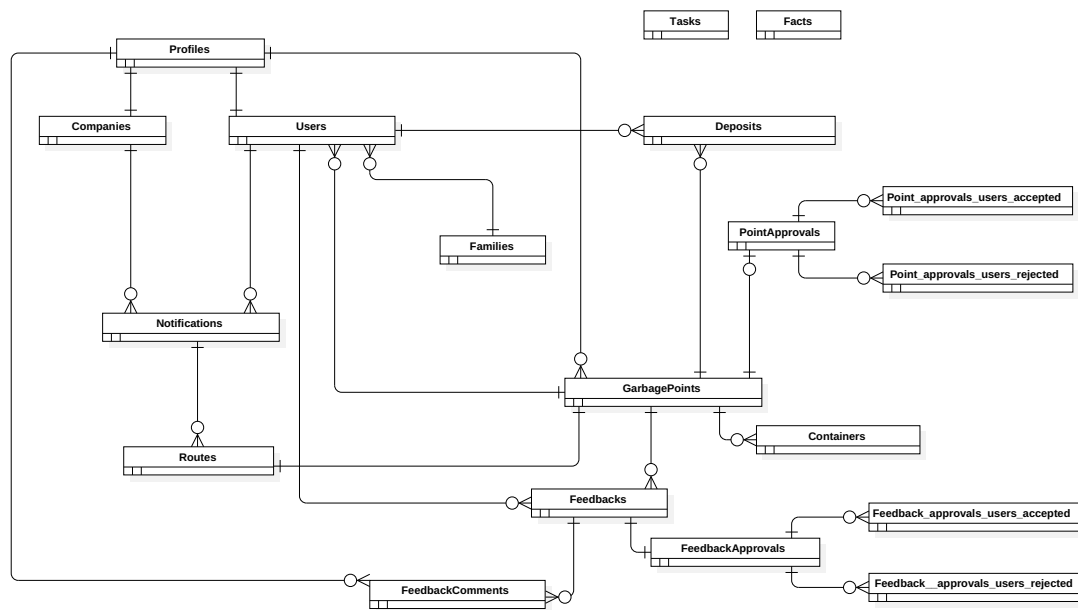 Tasks
Facts
Profiles
Companies
Users
Deposits
Point_approvals_users_accepted
PointApprovals
Families
Point_approvals_users_rejected
Notifications
GarbagePoints
Containers
Routes
Feedbacks
Feedback_approvals_users_accepted
FeedbackApprovals
Feedback__approvals_users_rejected
FeedbackComments